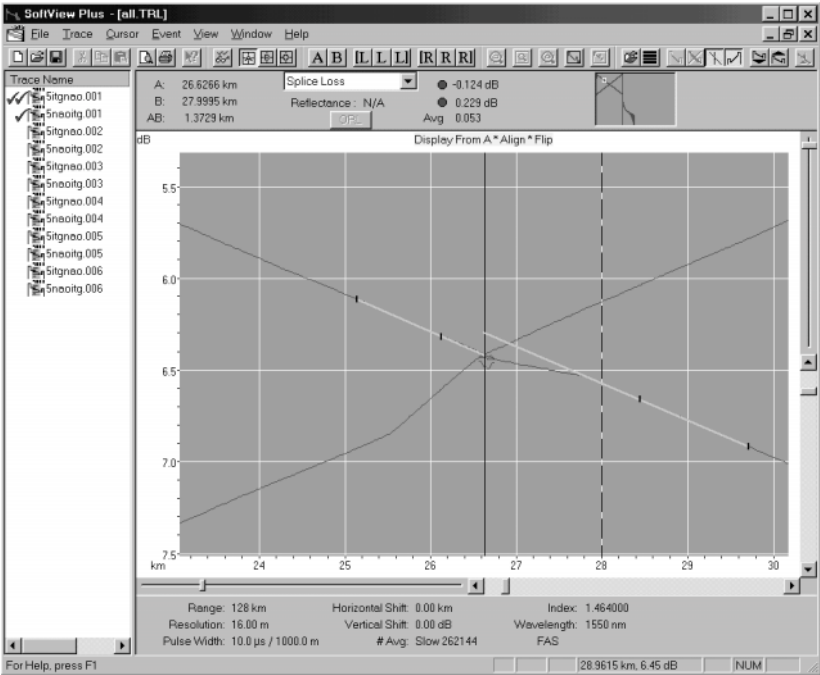 SoftView Plus - [all.TRL]
File Trace Cursor Event View Window Help
A B [L L L] [R R R]
Trace Name
5itgnao.001
5naoitg.001
5itgnao.002
5naoitg.002
5itgnao.003
5naoitg.003
5itgnao.004
5naoitg.004
5itgnao.005
5naoitg.005
5itgnao.006
5naoitg.006
A: 26.6266 km
B: 27.9995 km
AB: 1.3729 km
Splice Loss
Reflectance : N/A
ORL
-0.124 dB
0.229 dB
Avg 0.053
dB
Display From A * Align * Flip
5.5
6.0
6.5
7.0
7.5
km 24 25 26 27 28 29 30
Range: 128 km Horizontal Shift: 0.00 km Index: 1.464000
Resolution: 16.00 m Vertical Shift: 0.00 dB Wavelength: 1550 nm
Pulse Width: 10.0 µs / 1000.0 m # Avg: Slow 262144 FAS
For Help, press F1 28.9615 km, 6.45 dB NUM